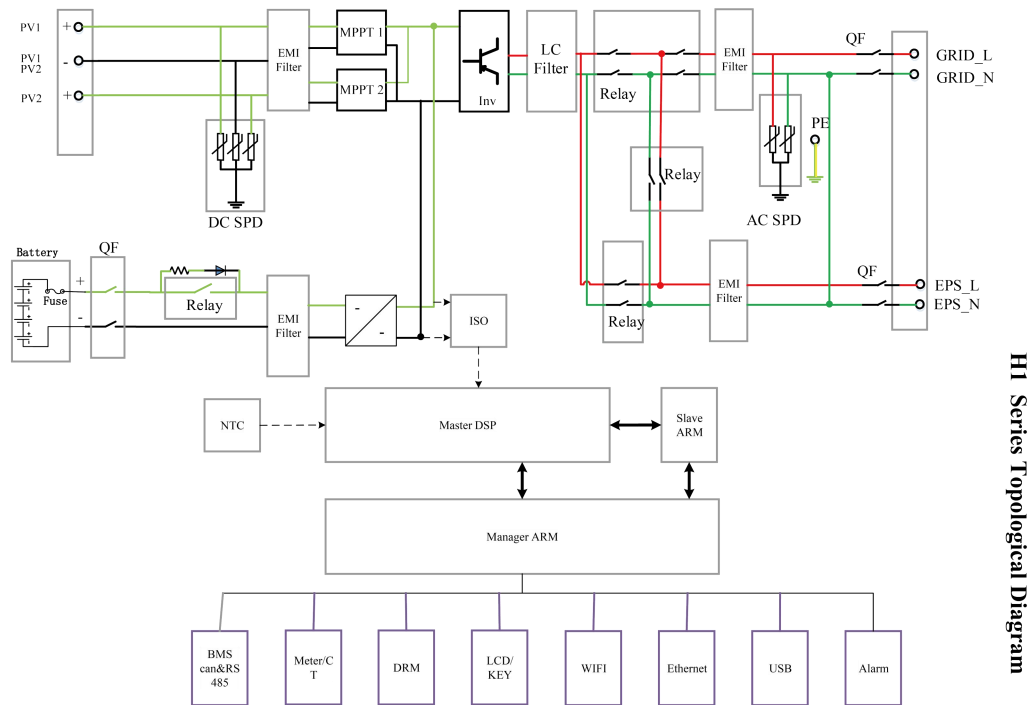 PV1
+
PV1
PV2
-
PV2
+
EMI
Filter
MPPT 1
MPPT 2
Inv
LC
Filter
Relay
EMI
Filter
QF
GRID_L
GRID_N
DC SPD
Relay
PE
AC SPD
Battery
Fuse
+
-
QF
Relay
EMI
Filter
-
-
ISO
Relay
EMI
Filter
QF
EPS_L
EPS_N
NTC
Master DSP
Slave
ARM
Manager ARM
BMS
can&RS
485
Meter/C
T
DRM
LCD/
KEY
WIFI
Ethernet
USB
Alarm
H1 Series Topological Diagram